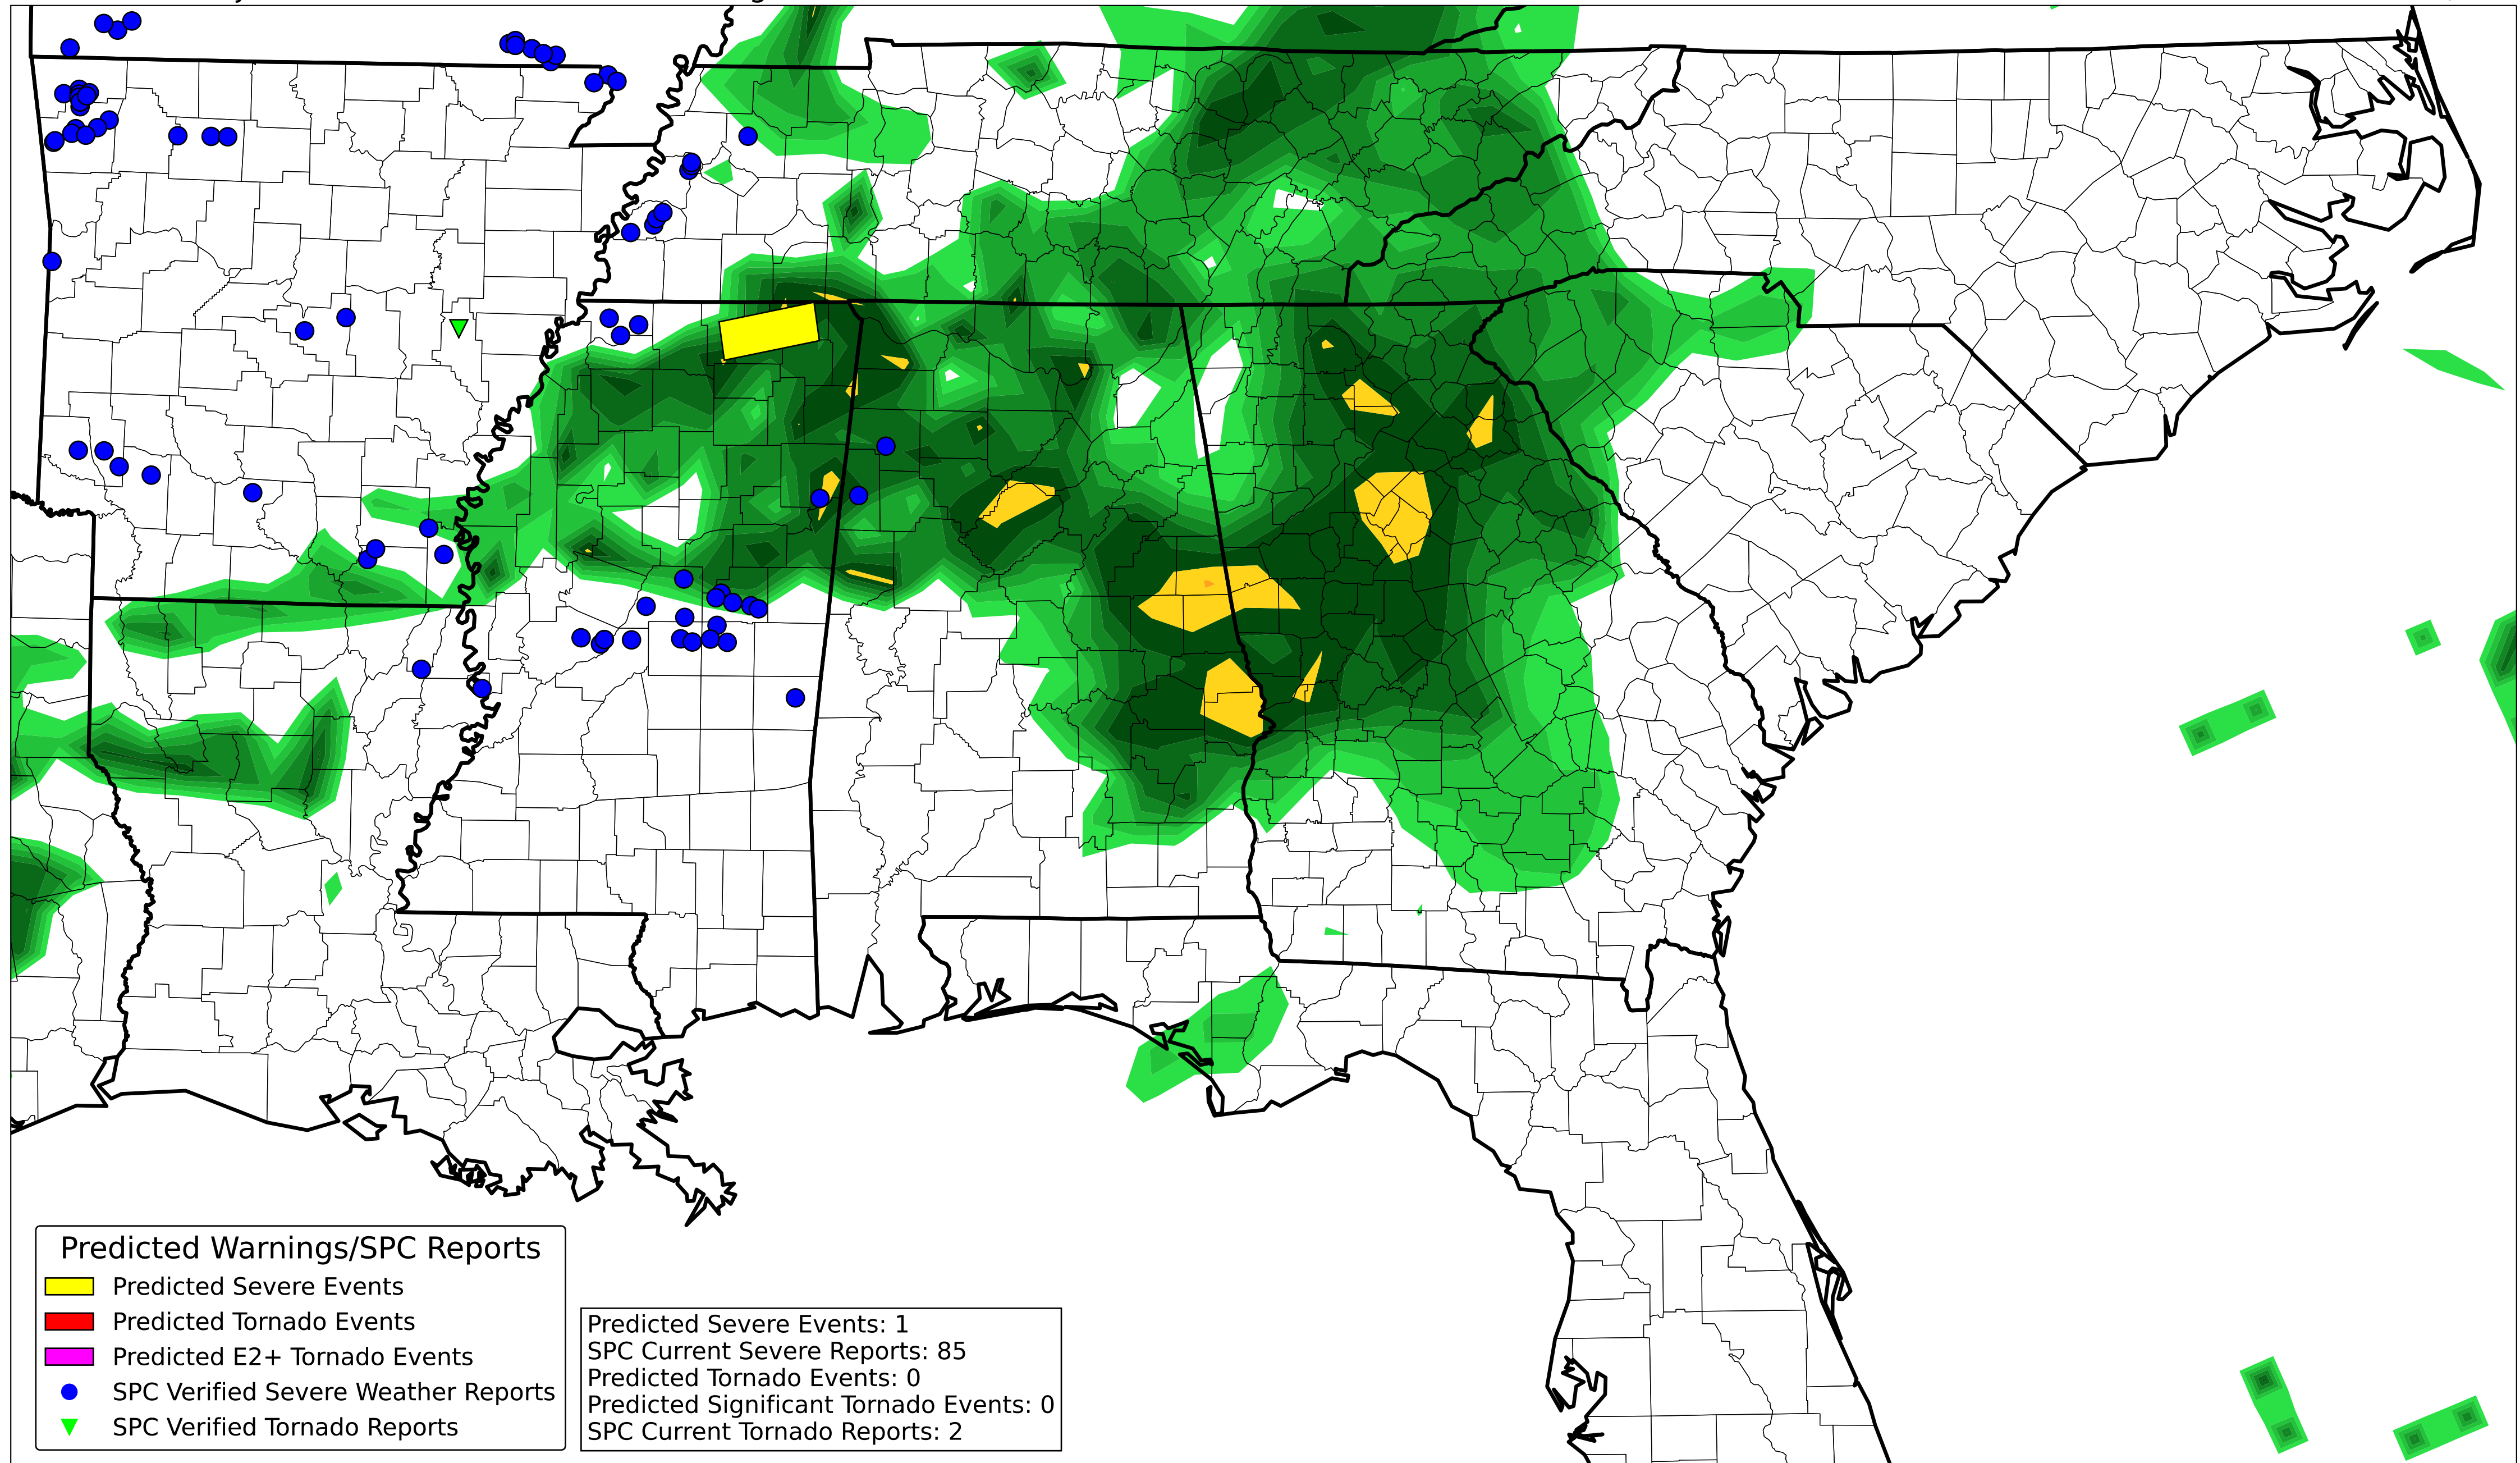 Predicted Warnings/SPC Reports
Predicted Severe Events
Predicted Tornado Events
Predicted E2+ Tornado Events
SPC Verified Severe Weather Reports
SPC Verified Tornado Reports
Predicted Severe Events: 1
SPC Current Severe Reports: 85
Predicted Tornado Events: 0
Predicted Significant Tornado Events: 0
SPC Current Tornado Reports: 2